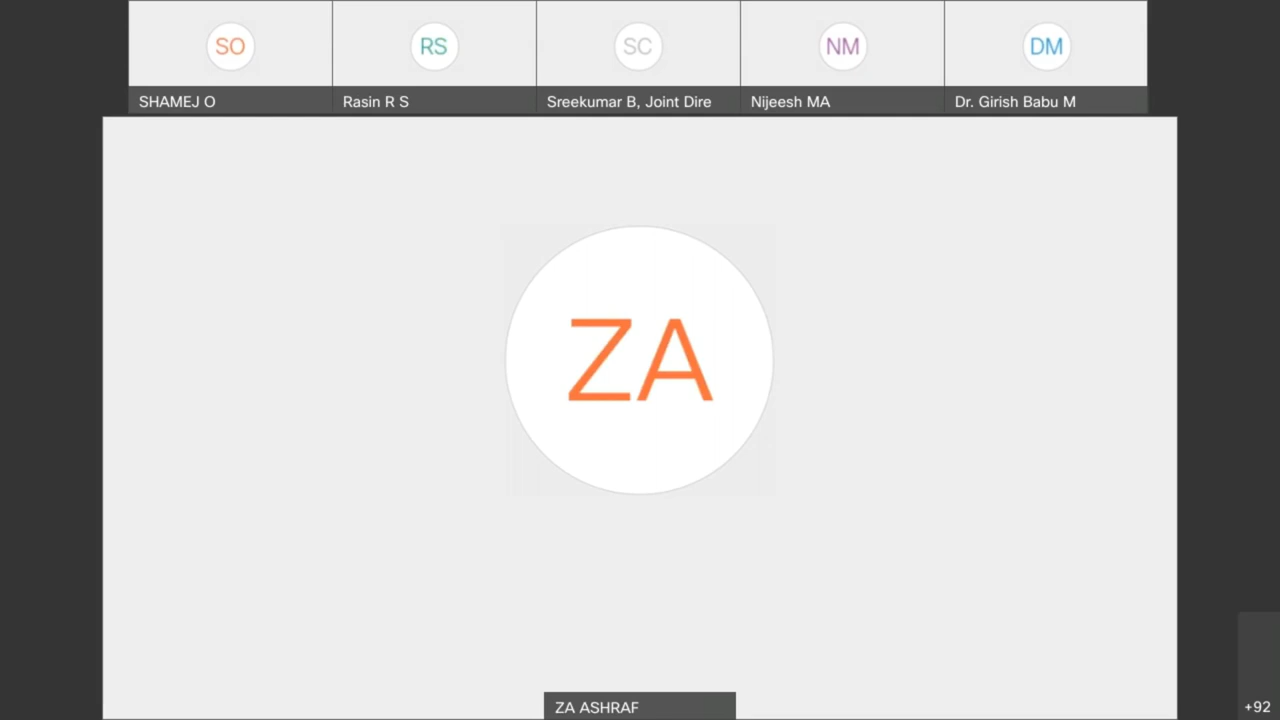 SO
RS
SC
NM
DM
SHAMEJ O
Rasin R S
Sreekumar B, Joint Dire
Nijeesh MA
Dr. Girish Babu M
ZA
ZA ASHRAF
+92